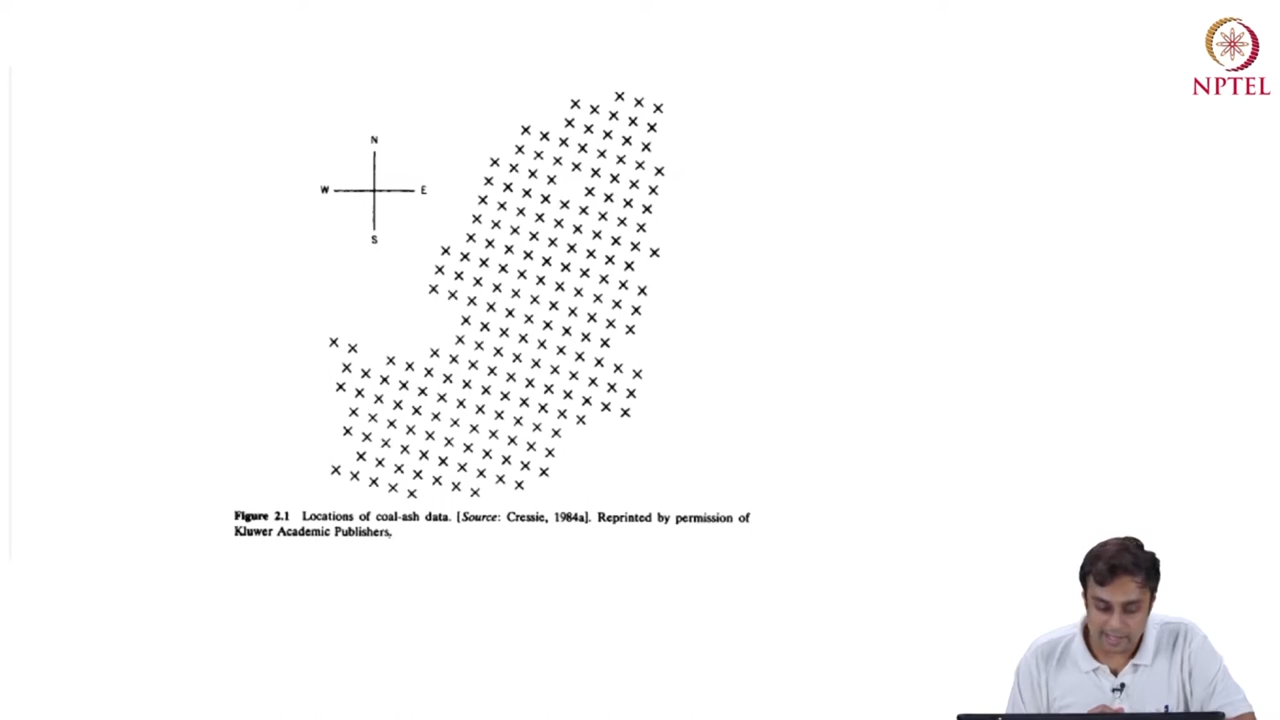 NPTEL
N
W E
S
Figure 2.1 Locations of coal-ash data. [Source: Cressie, 1984a]. Reprinted by permission of
Kluwer Academic Publishers.